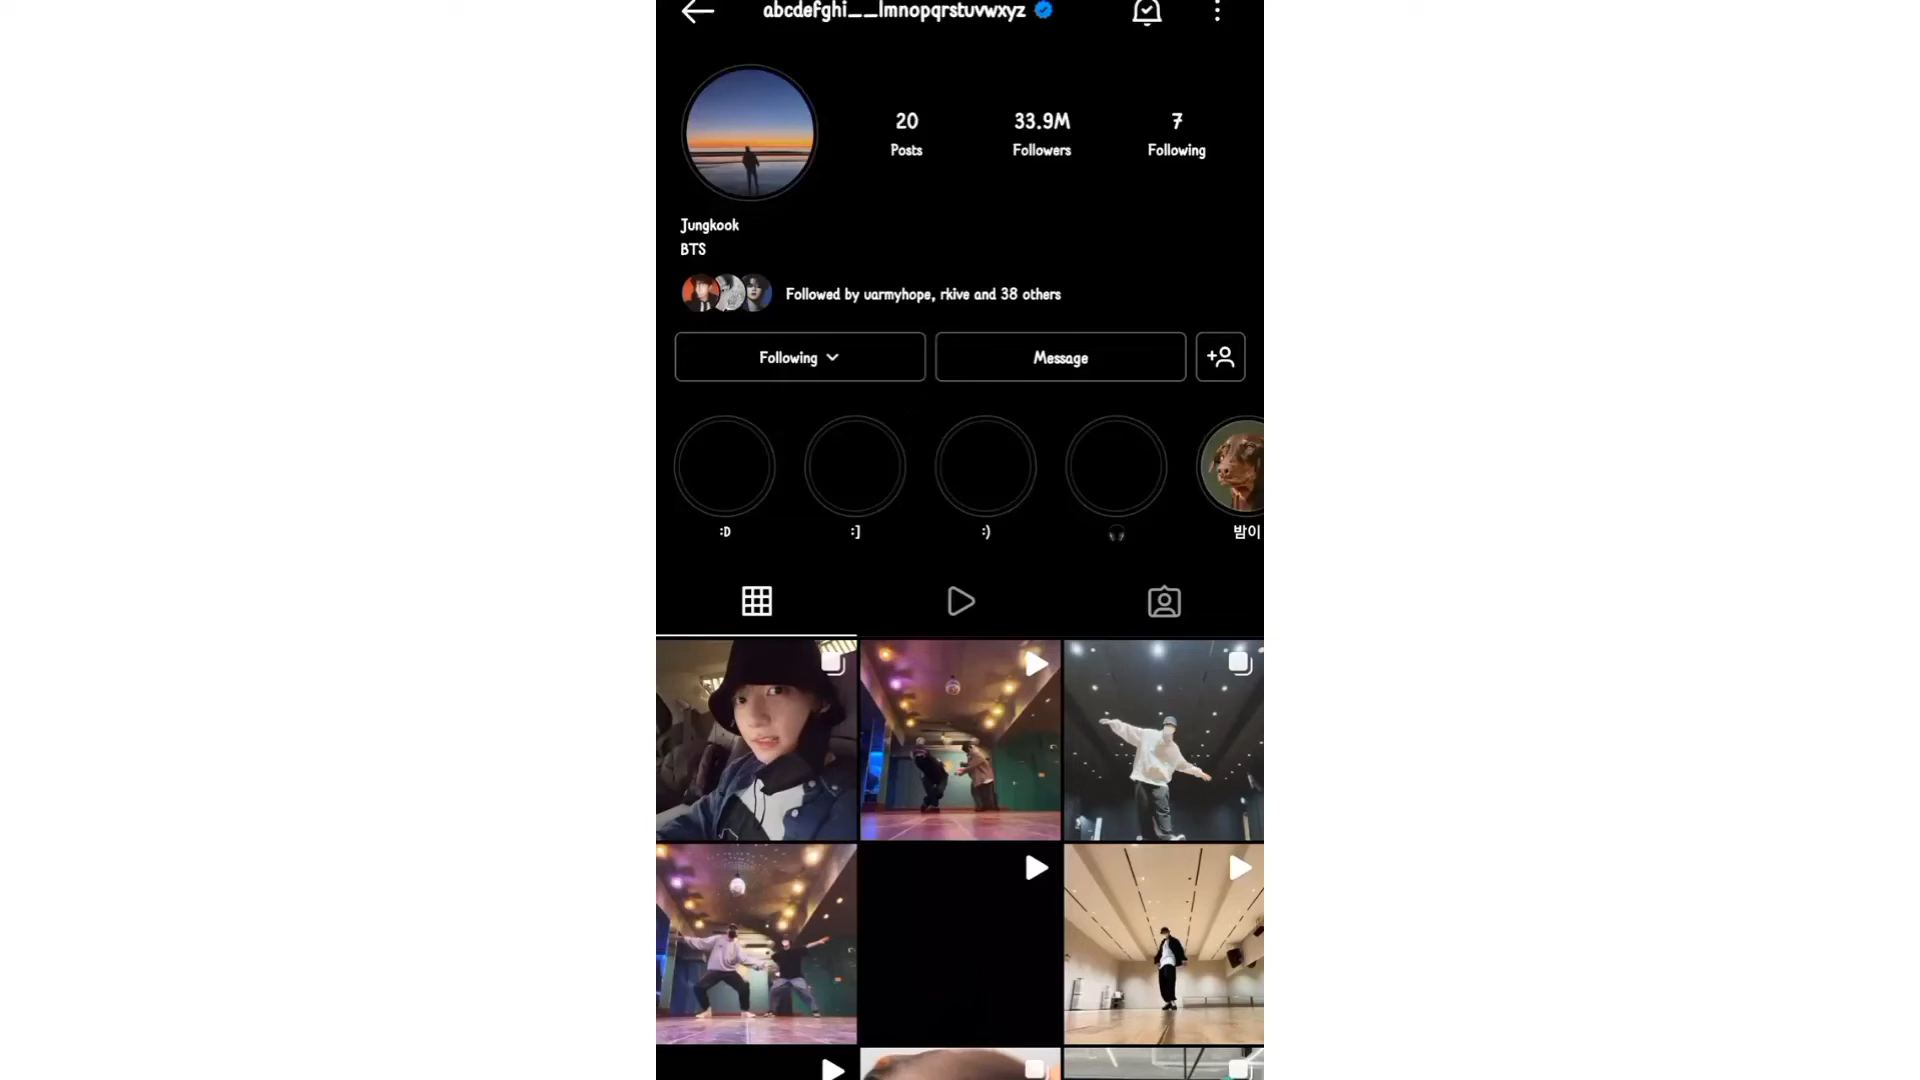 abcdefghi__lmnopqrstuvwxyz
20 33.9M 7
Posts Followers Following
Jungkook
BTS
Followed by uarmyhope, rkive and 38 others
Following Message
:D :] :) 밤이